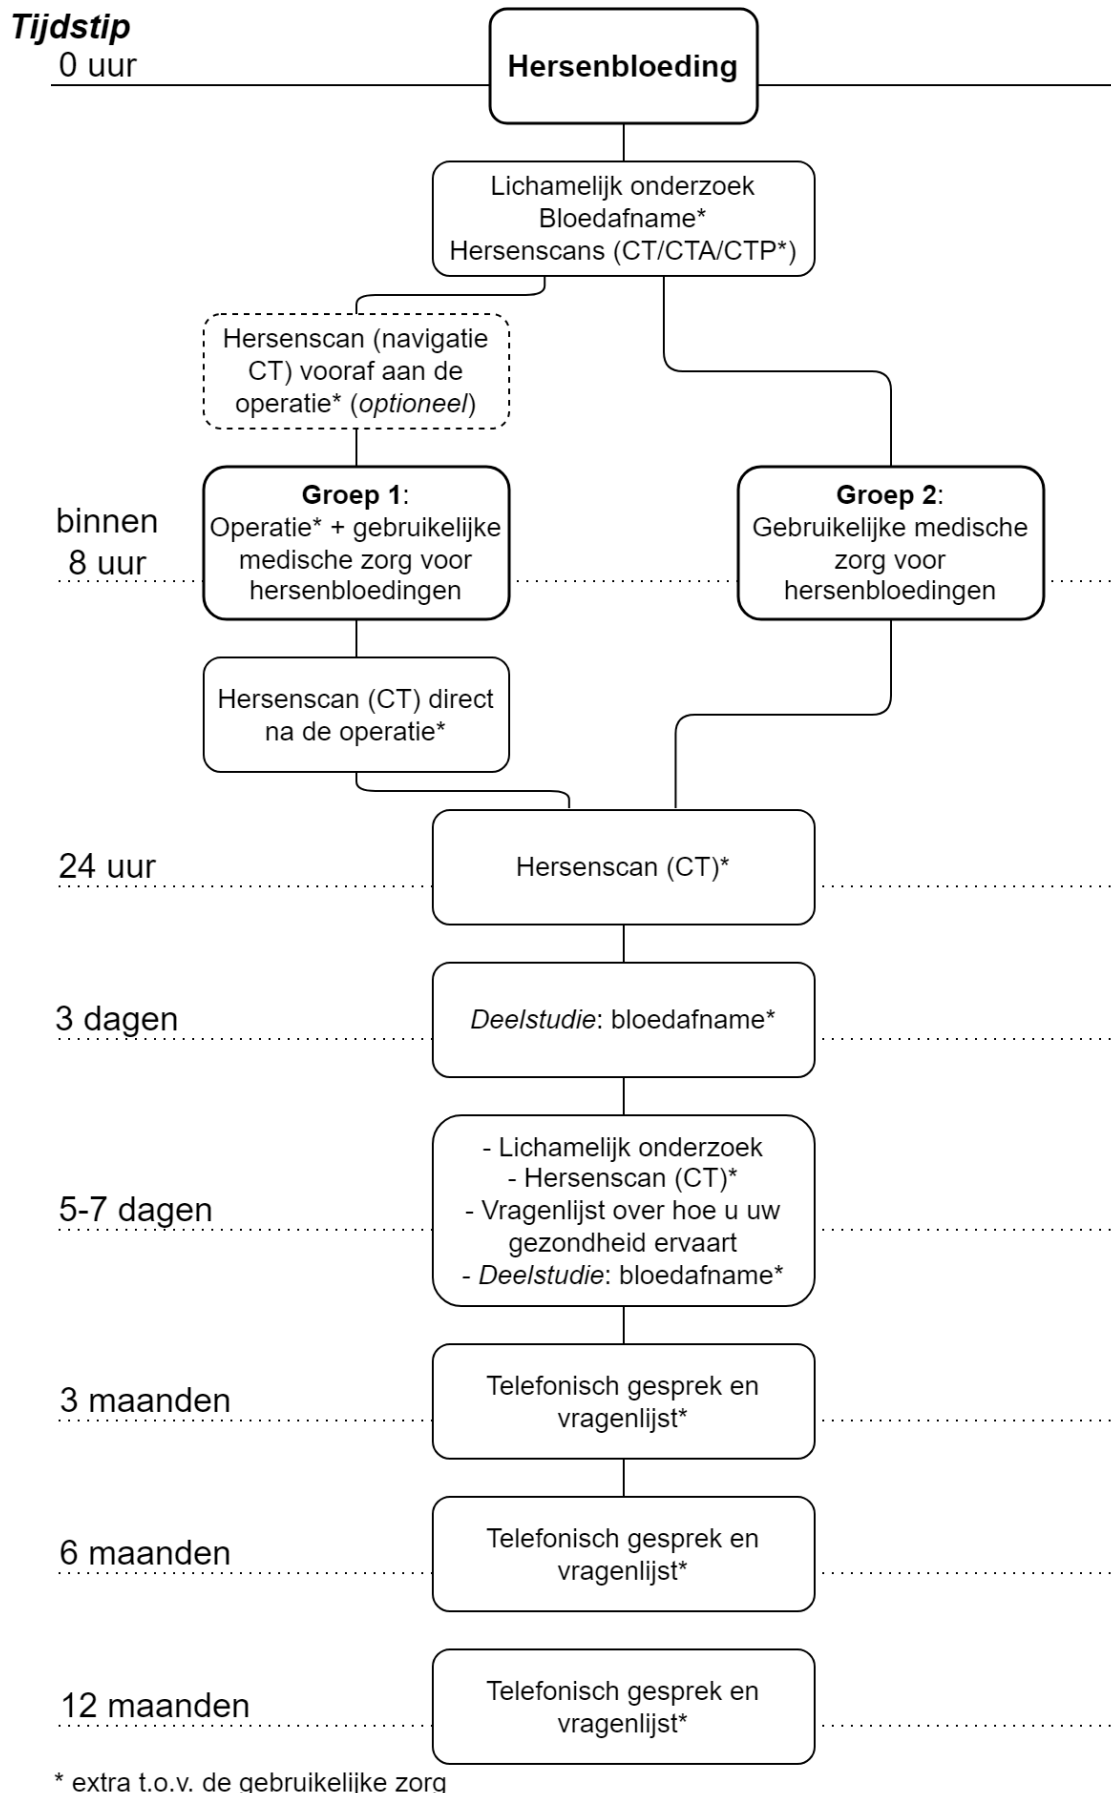 Tijdstip
0 uur
Hersenbloeding
Lichamelijk onderzoek
Bloedafname*
Hersenscans (CT/CTA/CTP*)
Hersenscan (navigatie
CT) vooraf aan de
operatie* (optioneel)
binnen
8 uur
Groep 1:
Operatie* + gebruikelijke
medische zorg voor
hersenbloedingen
Groep 2:
Gebruikelijke medische
zorg voor
hersenbloedingen
Hersenscan (CT) direct
na de operatie*
24 uur
Hersenscan (CT)*
3 dagen
Deelstudie: bloedafname*
5-7 dagen
- Lichamelijk onderzoek
- Hersenscan (CT)*
- Vragenlijst over hoe u uw
gezondheid ervaart
- Deelstudie: bloedafname*
3 maanden
Telefonisch gesprek en
vragenlijst*
6 maanden
Telefonisch gesprek en
vragenlijst*
12 maanden
Telefonisch gesprek en
vragenlijst*
* extra t.o.v. de gebruikelijke zorg